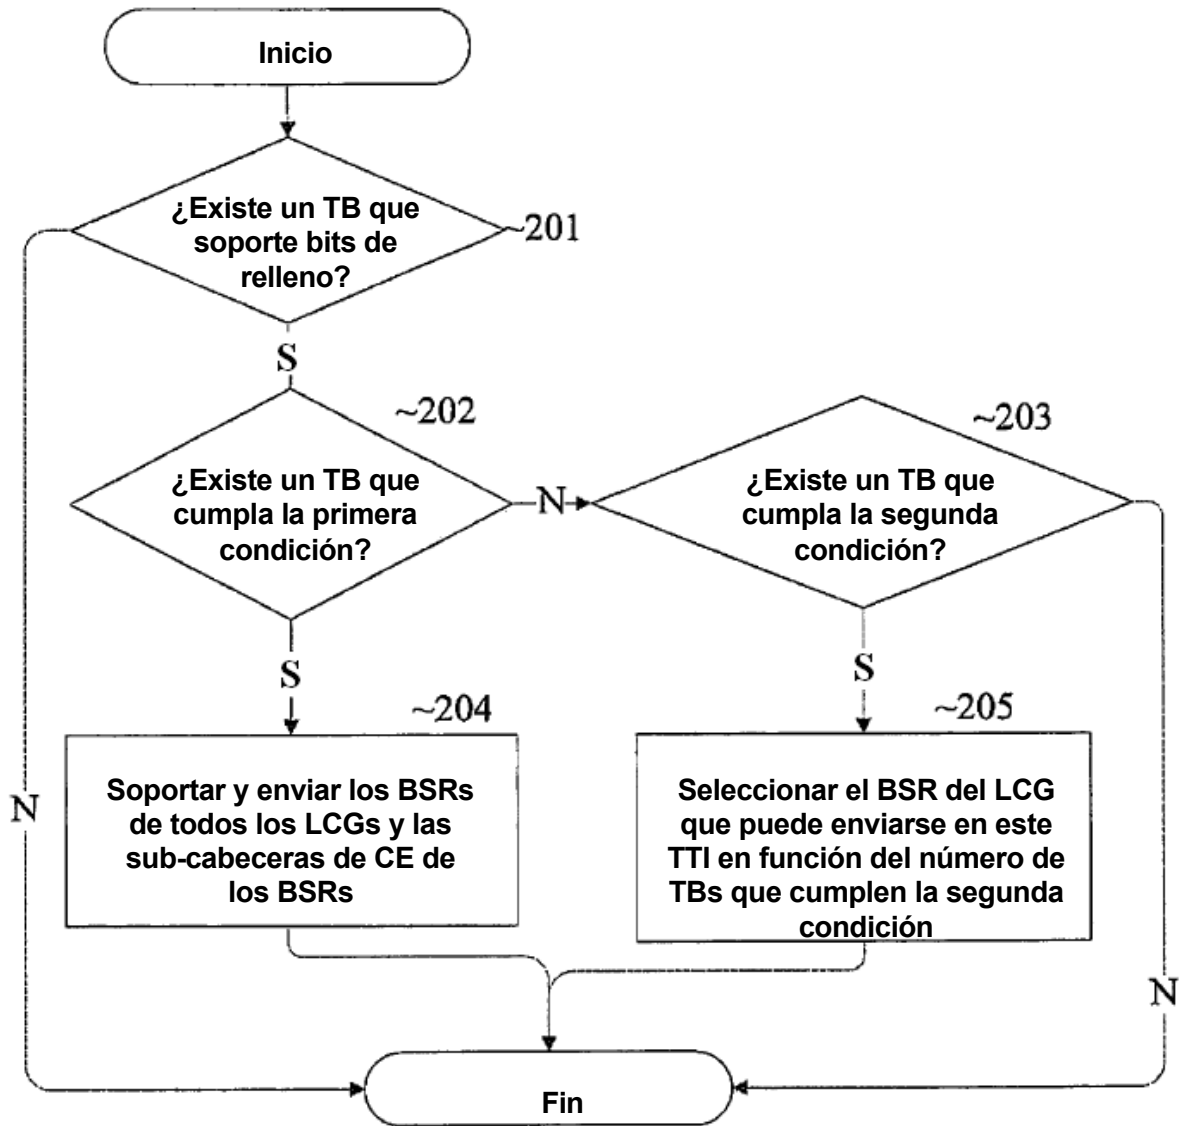 Inicio
¿Existe un TB que
soporte bits de
relleno?
~201
S
~202
¿Existe un TB que
cumpla la primera
condición?
N
~203
¿Existe un TB que
cumpla la segunda
condición?
S
S
~204
Soportar y enviar los BSRs
de todos los LCGs y las
sub-cabeceras de CE de
los BSRs
~205
Seleccionar el BSR del LCG
que puede enviarse en este
TTI en función del número de
TBs que cumplen la segunda
condición
N
N
Fin